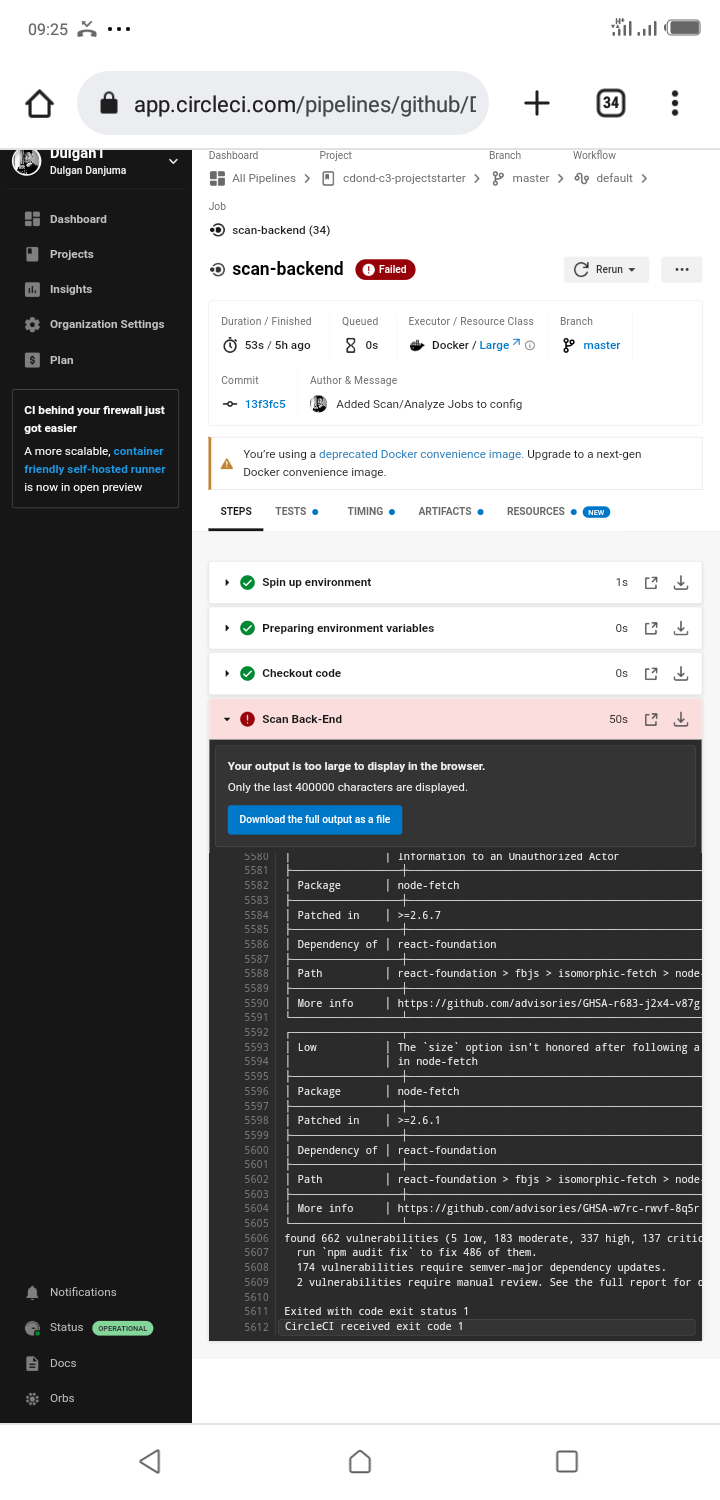 09:25
app.circleci.com/pipelines/github/D
34
Dulgan1
Dulgan Danjuma
Dashboard
Projects
Insights
Organization Settings
Plan
CI behind your firewall just
got easier
A more scalable, container
friendly self-hosted runner
is now in open preview
Notifications
Status OPERATIONAL
Docs
Orbs
Dashboard Project Branch Workflow
All Pipelines cdond-c3-projectstarter master default
Job
scan-backend (34)
scan-backend Failed Rerun
Duration / Finished Queued Executor / Resource Class Branch
53s / 5h ago 0s Docker / Large master
Commit Author & Message
13f3fc5 Added Scan/Analyze Jobs to config
You're using a deprecated Docker convenience image. Upgrade to a next-gen
Docker convenience image.
STEPS TESTS TIMING ARTIFACTS RESOURCES NEW
Spin up environment 1s
Preparing environment variables 0s
Checkout code 0s
Scan Back-End 50s
Your output is too large to display in the browser.
Only the last 400000 characters are displayed.
Download the full output as a file
5580 Information to an Unauthorized Actor
5581
5582 Package node-fetch
5583
5584 Patched in >=2.6.7
5585
5586 Dependency of react-foundation
5587
5588 Path react-foundation > fbjs > isomorphic-fetch > node-
5589
5590 More info https://github.com/advisories/GHSA-r683-j2x4-v87g
5591
5592
5593 Low The `size` option isn't honored after following a
5594 in node-fetch
5595
5596 Package node-fetch
5597
5598 Patched in >=2.6.1
5599
5600 Dependency of react-foundation
5601
5602 Path react-foundation > fbjs > isomorphic-fetch > node-
5603
5604 More info https://github.com/advisories/GHSA-w7rc-rwvf-8q5r
5605
5606 found 662 vulnerabilities (5 low, 183 moderate, 337 high, 137 critic
5607 run `npm audit fix` to fix 486 of them.
5608 174 vulnerabilities require semver-major dependency updates.
5609 2 vulnerabilities require manual review. See the full report for
5610
5611 Exited with code exit status 1
5612 CircleCI received exit code 1